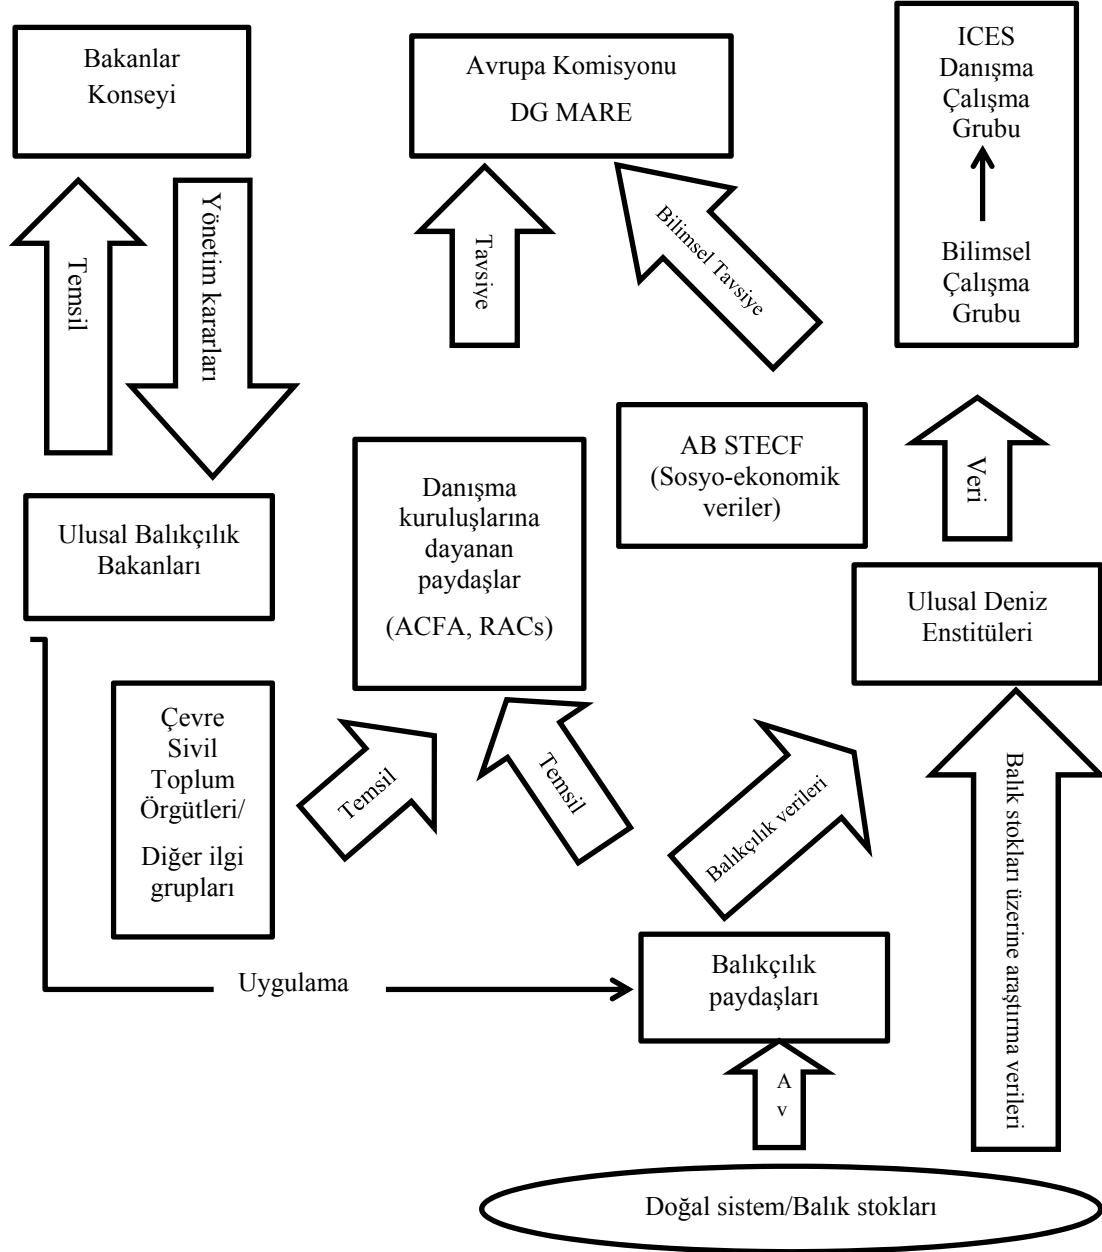 Bakanlar
Konseyi
Avrupa Komisyonu
DG MARE
ICES
Danışma
Çalışma
Grubu
Bilimsel
Çalışma
Grubu
Temsil
Yönetim kararları
Tavsiye
Bilimsel Tavsiye
AB STECF
(Sosyo-ekonomik
veriler)
Veri
Danışma
kuruluşlarına
dayanan
paydaşlar
(ACFA, RACs)
Ulusal Balıkçılık
Bakanları
Ulusal Deniz
Enstitüleri
Çevre
Sivil
Toplum
Örgütleri/
Diğer ilgi
grupları
Temsil
Temsil
Balıkçılık verileri
Balık stokları üzerine araştırma verileri
Uygulama
Balıkçılık
paydaşları
A
v
Doğal sistem/Balık stokları